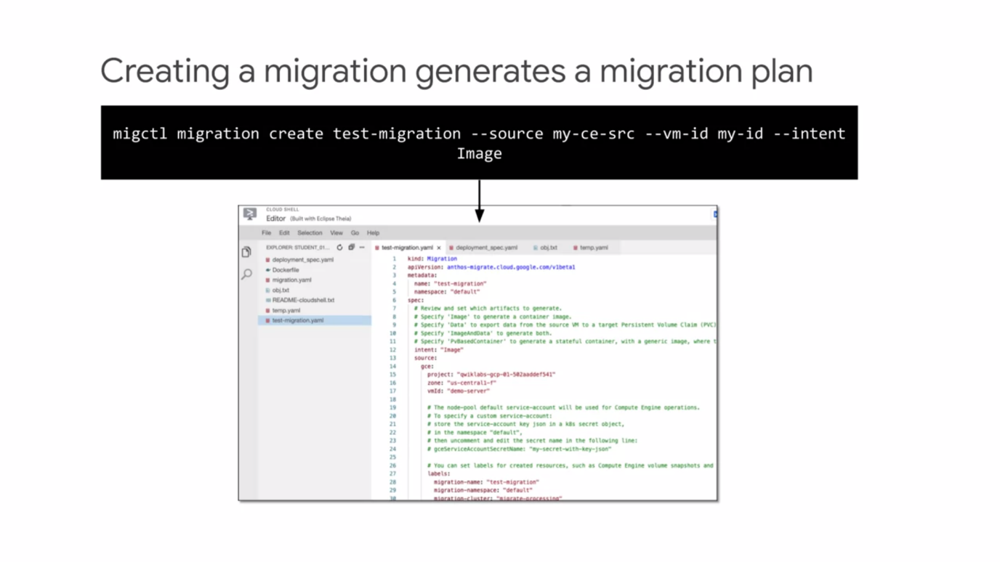 Creating a migration generates a migration plan
migctl migration create test-migration --source my-ce-src --vm-id my-id --intent
Image
CLOUD SHELL
Editor (Built with Eclipse Theia)
File Edit Selection View Go Help
EXPLORER: STUDENT_01...
deployment_spec.yaml
Dockerfile
migration.yaml
obj.txt
README-cloudshell.txt
temp.yaml
test-migration.yaml
test-migration.yaml × deployment_spec.yaml obj.txt temp.yaml
1 kind: Migration
2 apiVersion: anthos-migrate.cloud.google.com/v1beta1
3 metadata:
4 name: "test-migration"
5 namespace: "default"
6 spec:
7 # Review and set which artifacts to generate.
8 # Specify 'Image' to generate a container image.
9 # Specify 'Data' to export data from the source VM to a target Persistent Volume Claim (PVC)
10 # Specify 'ImageAndData' to generate both.
11 # Specify 'PvBasedContainer' to generate a stateful container, with a generic image, where t
12 intent: "Image"
13 source:
14 gce:
15 project: "qwiklabs-gcp-01-502aaddef541"
16 zone: "us-central1-f"
17 vmId: "demo-server"
18
19 # The node-pool default service-account will be used for Compute Engine operations.
20 # To specify a custom service-account:
21 # store the service-account key json in a k8s secret object,
22 # in the namespace "default",
23 # then uncomment and edit the secret name in the following line:
24 # gceServiceAccountSecretName: "my-secret-with-key-json"
25
26 # You can set labels for created resources, such as Compute Engine volume snapshots and
27 labels:
28 migration-name: "test-migration"
29 migration-namespace: "default"
30 migration-cluster: "migrate-processing"